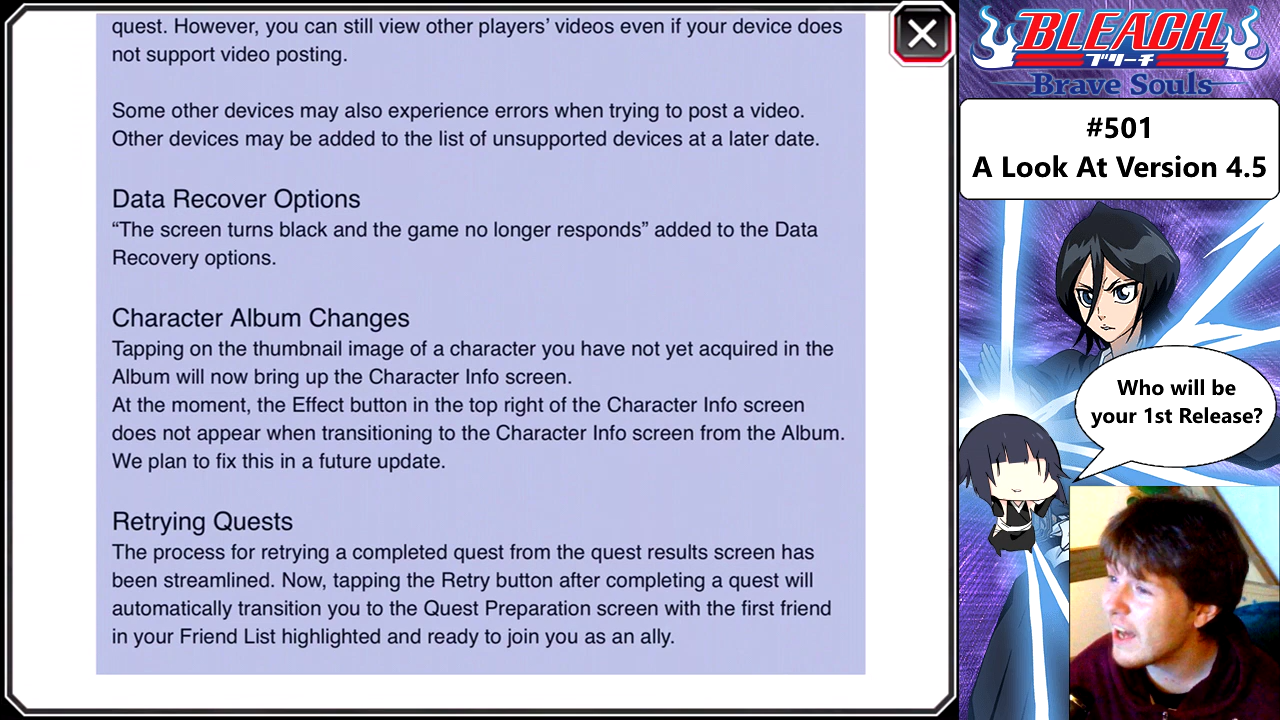 quest. However, you can still view other players’ videos even if your device does
not support video posting.
Some other devices may also experience errors when trying to post a video.
Other devices may be added to the list of unsupported devices at a later date.
Data Recover Options
“The screen turns black and the game no longer responds” added to the Data
Recovery options.
Character Album Changes
Tapping on the thumbnail image of a character you have not yet acquired in the
Album will now bring up the Character Info screen.
At the moment, the Effect button in the top right of the Character Info screen
does not appear when transitioning to the Character Info screen from the Album.
We plan to fix this in a future update.
Retrying Quests
The process for retrying a completed quest from the quest results screen has
been streamlined. Now, tapping the Retry button after completing a quest will
automatically transition you to the Quest Preparation screen with the first friend
in your Friend List highlighted and ready to join you as an ally.
BLEACH
ブリーチ
Brave Souls
#501
A Look At Version 4.5
Who will be
your 1st Release?